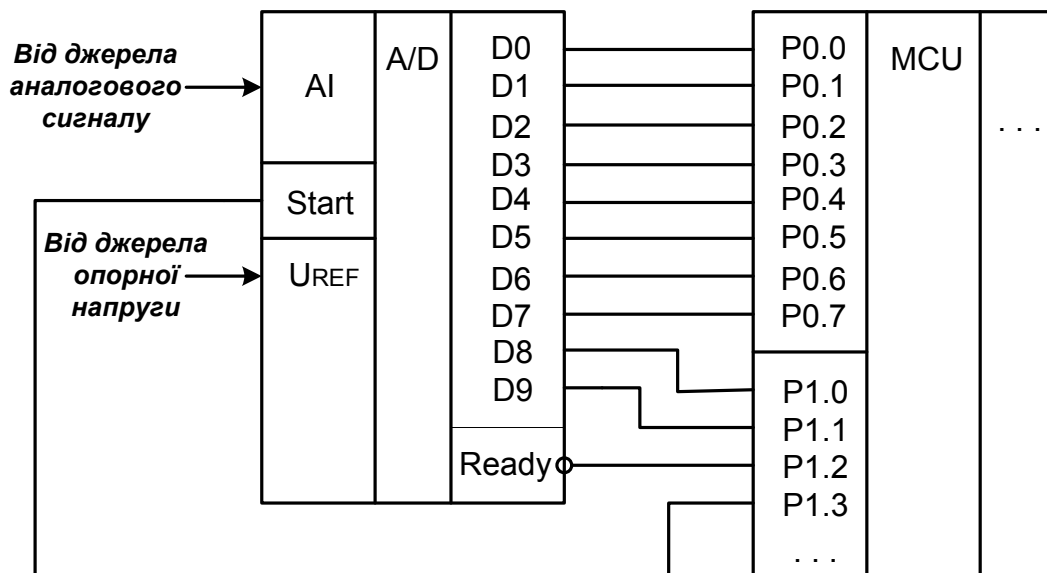 Від джерела
аналогового
сигналу
AI
Start
Від джерела
опорної
напруги
UREF
A/D
D0
D1
D2
D3
D4
D5
D6
D7
D8
D9
Ready
P0.0
P0.1
P0.2
P0.3
P0.4
P0.5
P0.6
P0.7
P1.0
P1.1
P1.2
P1.3
. . .
MCU
. . .